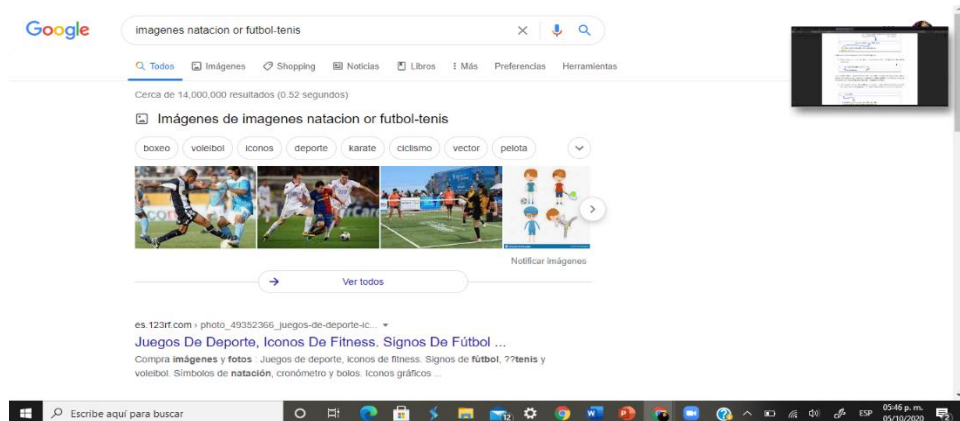 Google
imagenes natacion or futbol-tenis
Todos Imágenes Shopping Noticias Libros Más Preferencias Herramientas
Cerca de 14,000,000 resultados (0.52 segundos)
Imágenes de imagenes natacion or futbol-tenis
boxeo voleibol iconos deporte karate ciclismo vector pelota
Notificar imágenes
Ver todos
es.123rf.com › photo_49352366_juegos-de-deporte-ic...
Juegos De Deporte, Iconos De Fitness. Signos De Fútbol ...
Compra imágenes y fotos : Juegos de deporte, iconos de fitness. Signos de fútbol, ??tenis y
voleibol. Símbolos de natación, cronómetro y bolos. Iconos gráficos ...
Escribe aquí para buscar
12
ESP
05:46 p. m.
05/10/2020
2